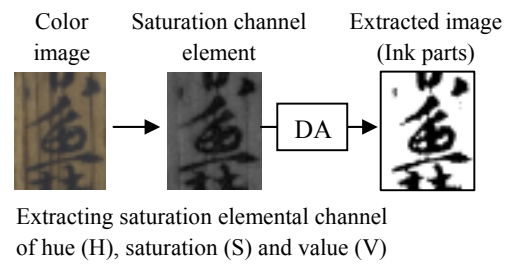 Color image
Saturation channel element
Extracted image (Ink parts)
DA
Extracting saturation elemental channel
of hue (H), saturation (S) and value (V)